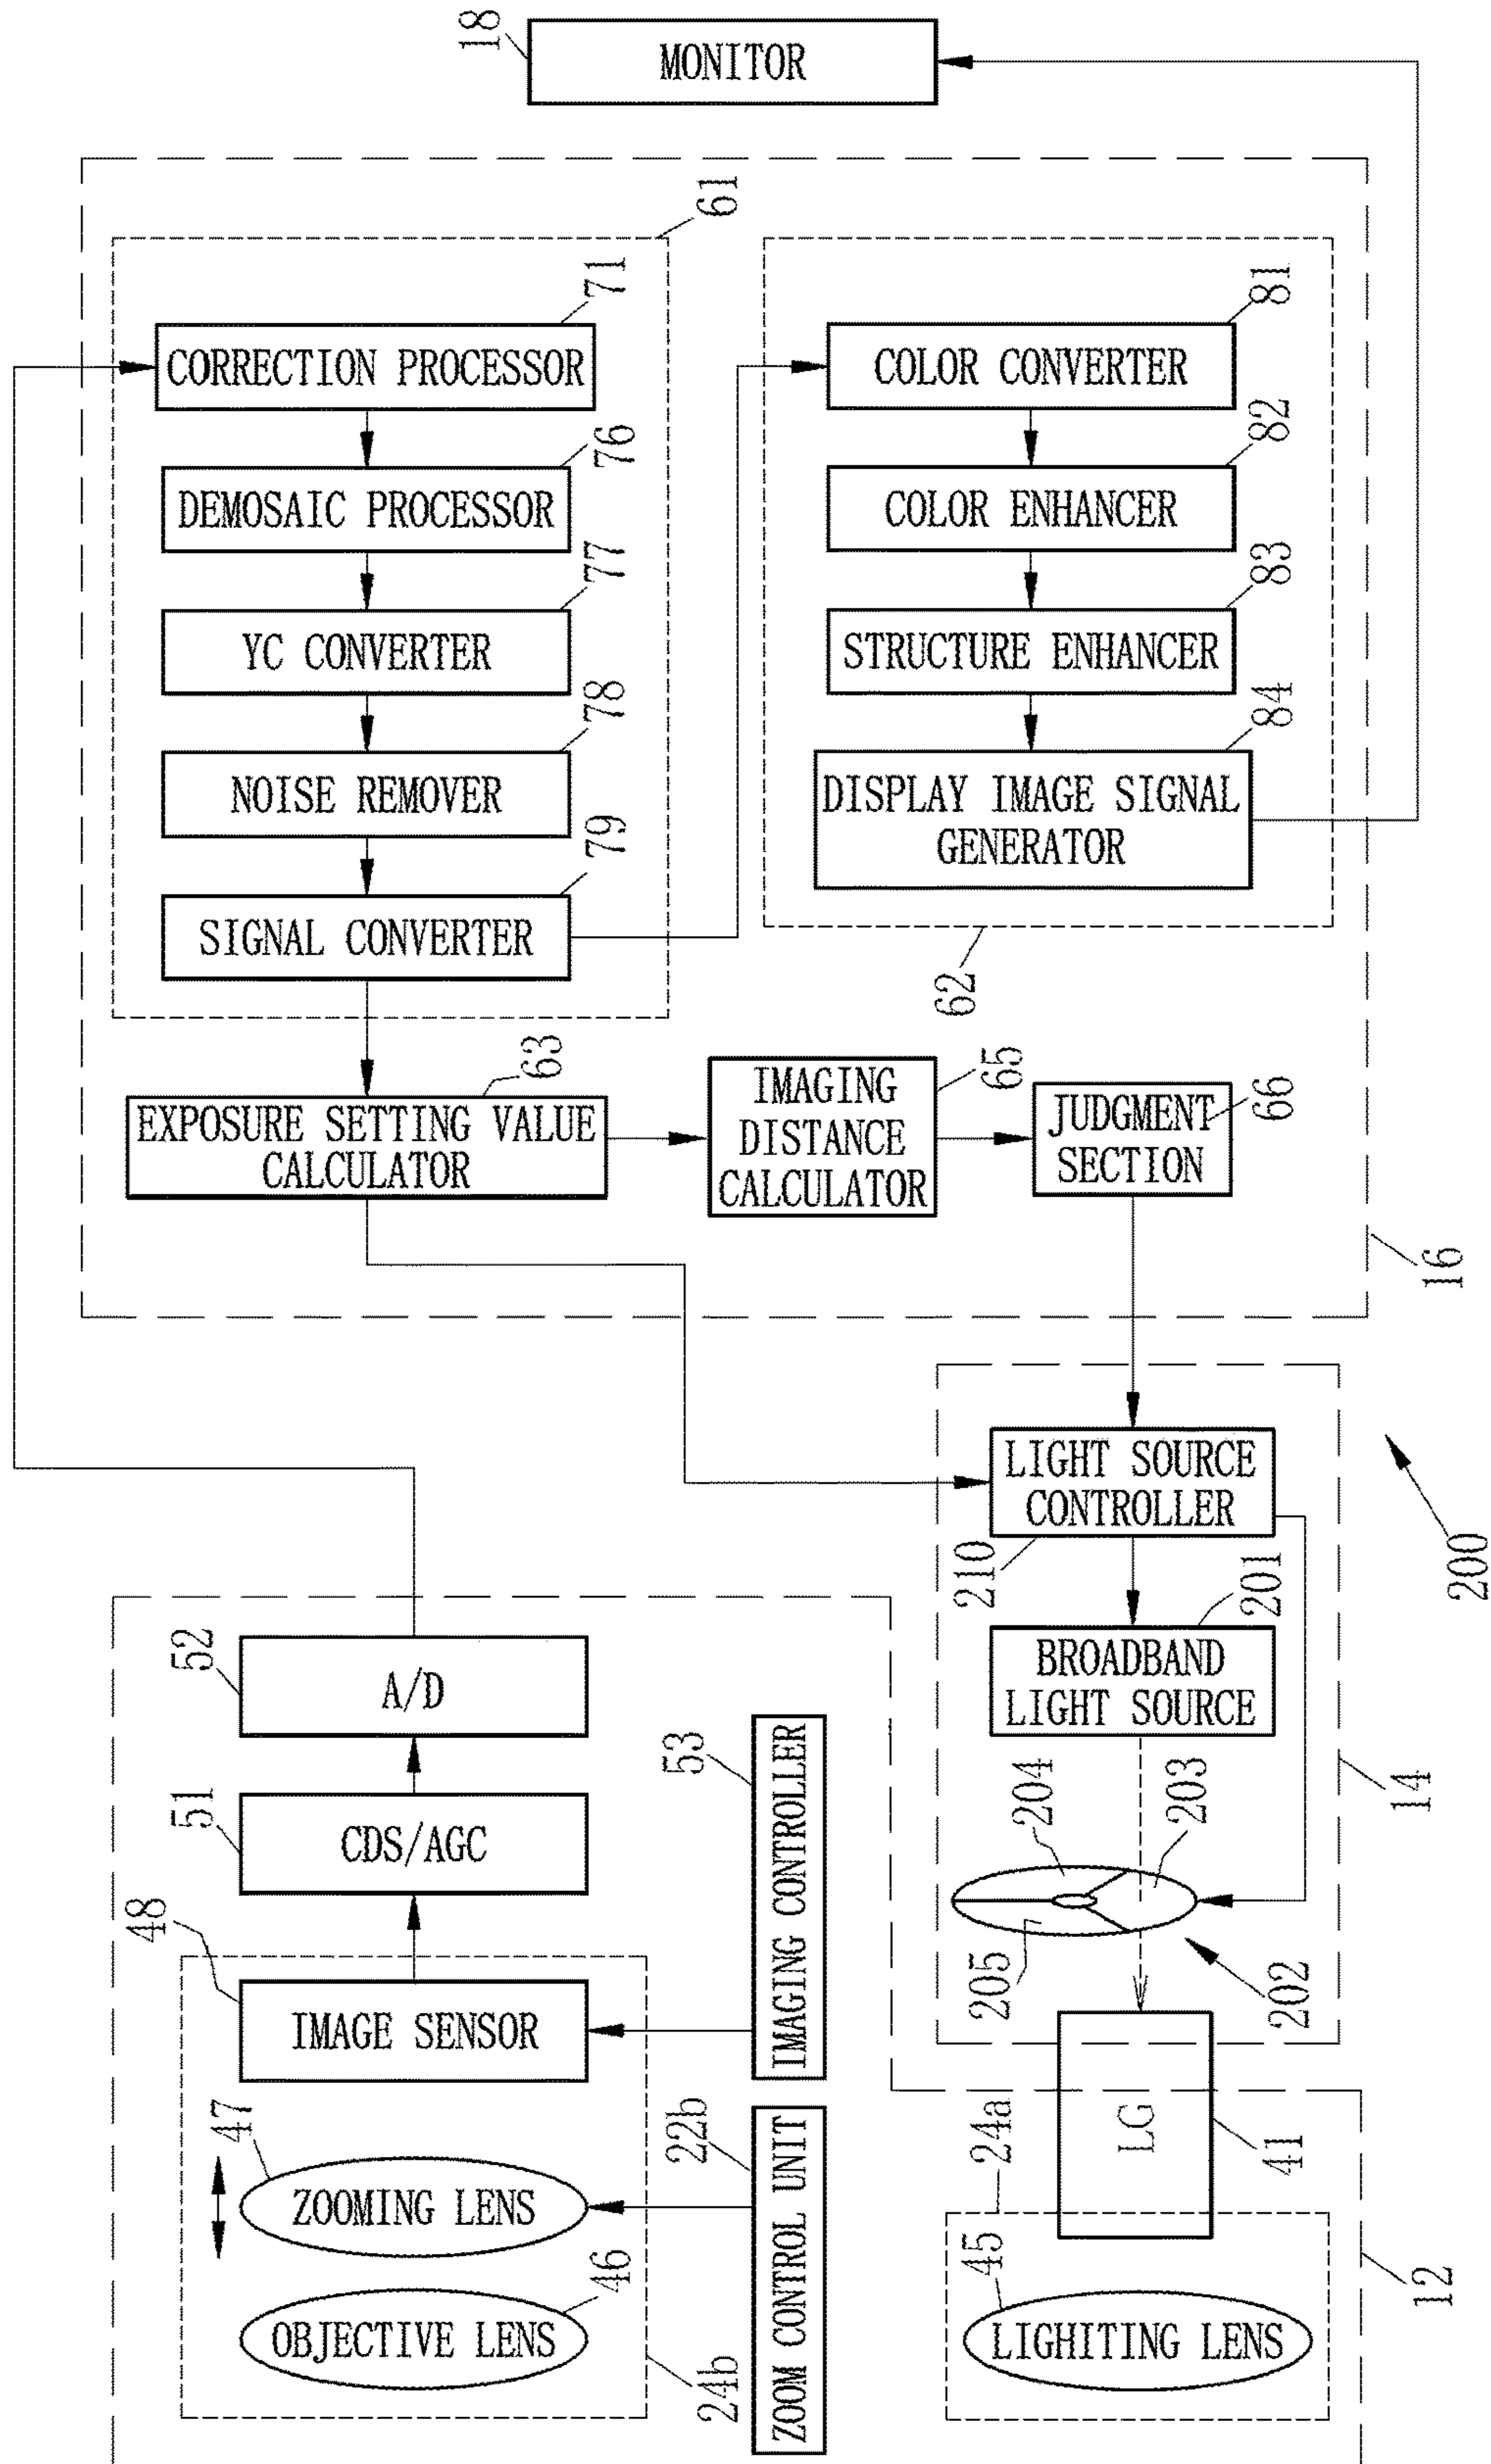 18
MONITOR
61
71
CORRECTION PROCESSOR
76
DEMOSAIC PROCESSOR
77
YC CONVERTER
78
NOISE REMOVER
79
SIGNAL CONVERTER
81
COLOR CONVERTER
82
COLOR ENHANCER
83
STRUCTURE ENHANCER
84
DISPLAY IMAGE SIGNAL
GENERATOR
62
63
EXPOSURE SETTING VALUE
CALCULATOR
65
IMAGING
DISTANCE
CALCULATOR
66
JUDGMENT
SECTION
16
LIGHT SOURCE
CONTROLLER
210
201
BROADBAND
LIGHT SOURCE
200
52
A/D
51
CDS/AGC
53
IMAGING CONTROLLER
204
203
205
202
14
48
IMAGE SENSOR
47
ZOOMING LENS
22b
ZOOM CONTROL UNIT
46
OBJECTIVE LENS
24b
24a
LG
41
45
LIGHITING LENS
12